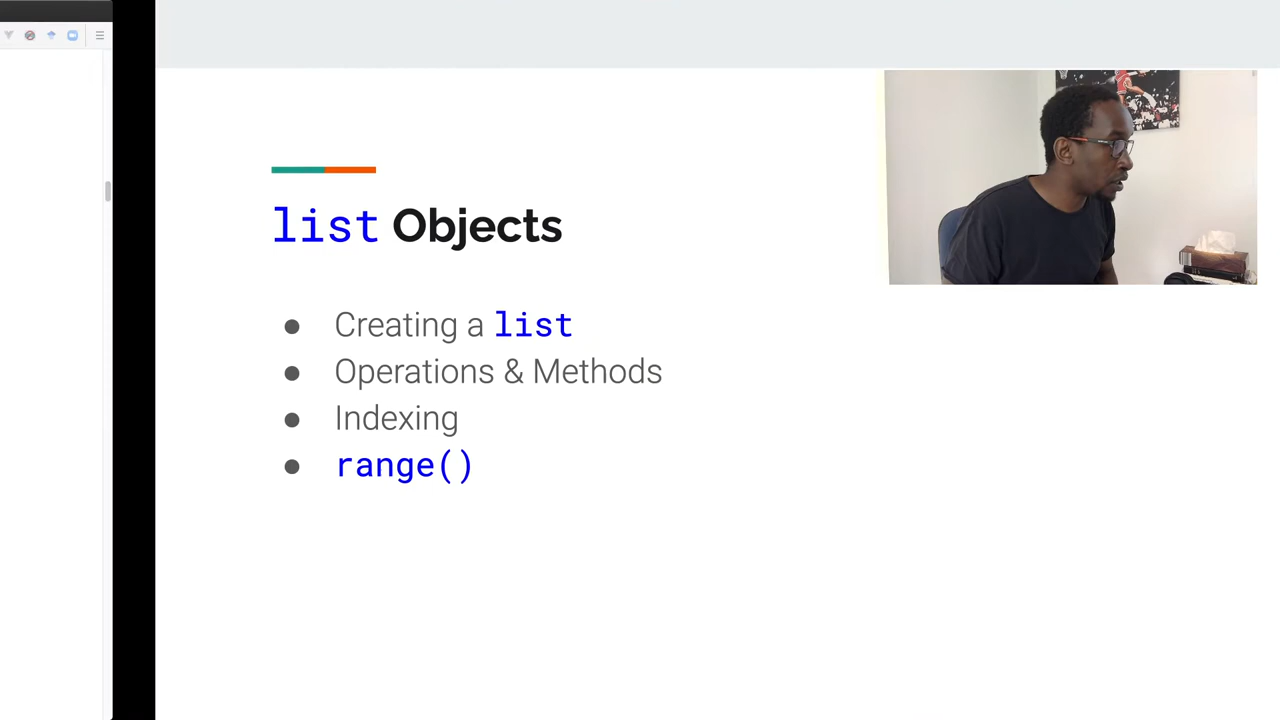 list Objects
● Creating a list
● Operations & Methods
● Indexing
● range()